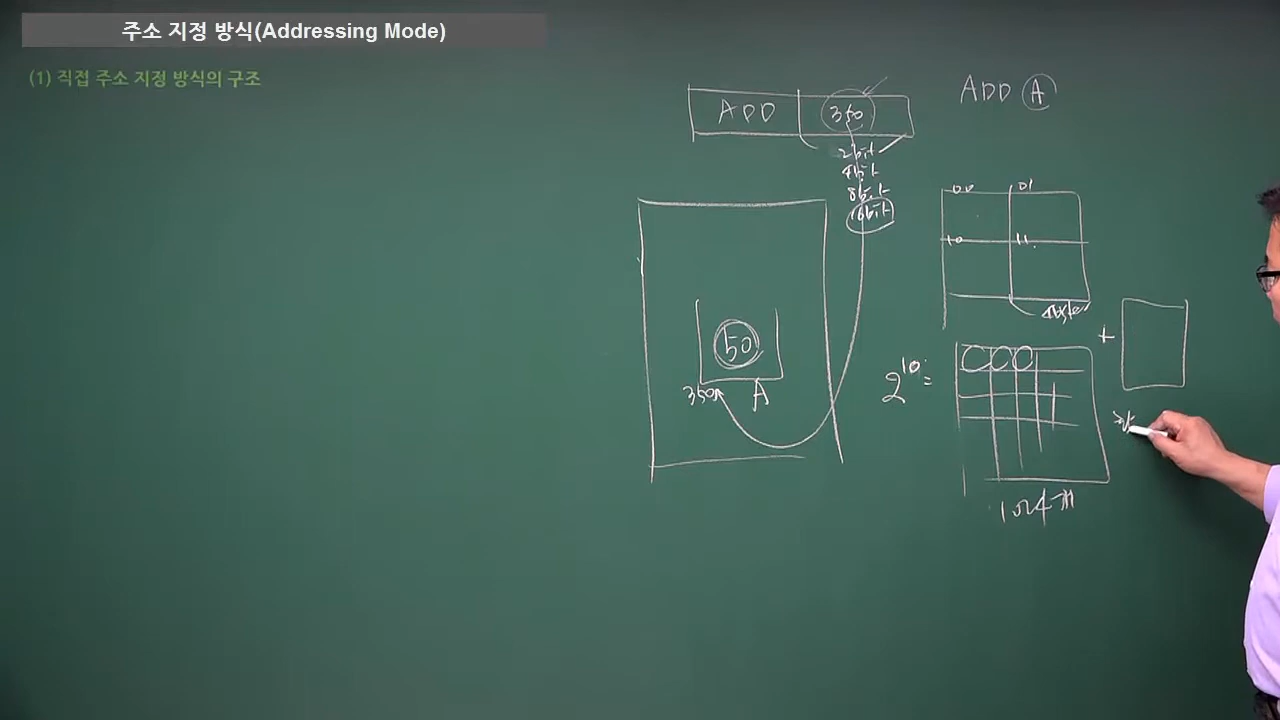 주소 지정 방식(Addressing Mode)
(1) 직접 주소 지정 방식의 구조
ADD 350
ADD A
2bit
4bit
8bit
16bit
00 01
10 11
50
350 A
4byte
+
2^10 =
1024개